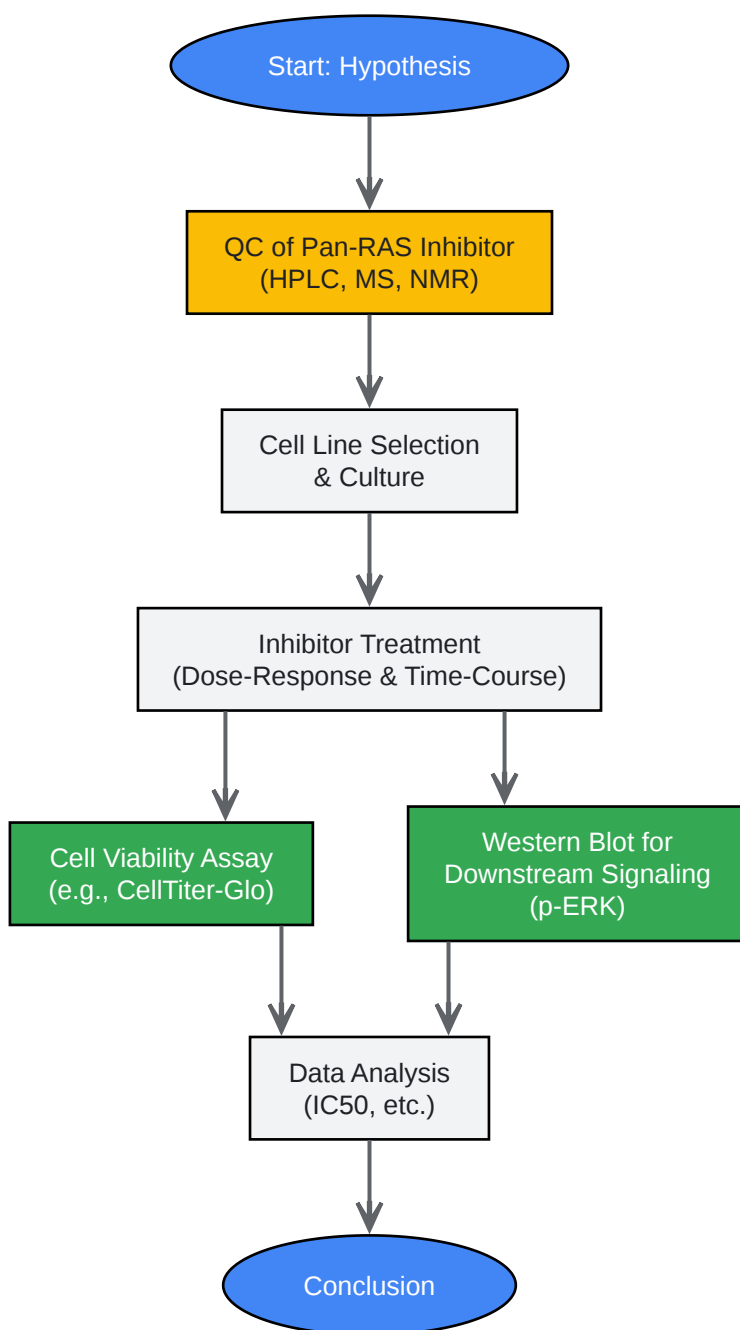 Start: Hypothesis
QC of Pan-RAS Inhibitor
(HPLC, MS, NMR)
Cell Line Selection
& Culture
Inhibitor Treatment
(Dose-Response & Time-Course)
Cell Viability Assay
(e.g., CellTiter-Glo)
Western Blot for
Downstream Signaling
(p-ERK)
Data Analysis
(IC50, etc.)
Conclusion